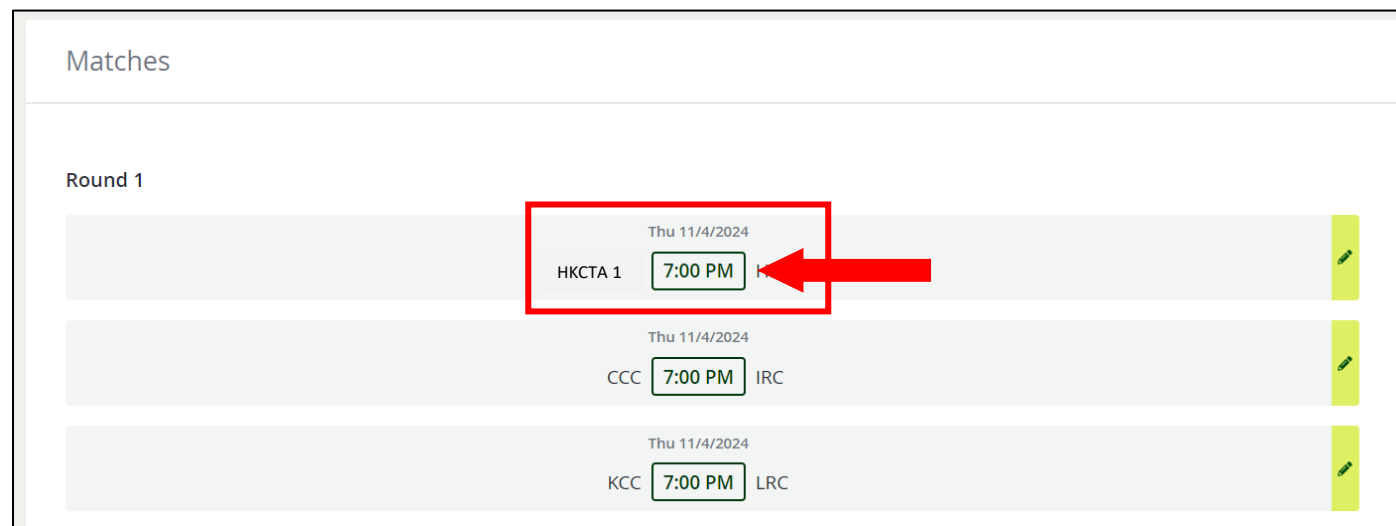 Matches
Round 1
Thu 11/4/2024
HKCTA 1 7:00 PM
Thu 11/4/2024
CCC 7:00 PM IRC
Thu 11/4/2024
KCC 7:00 PM LRC